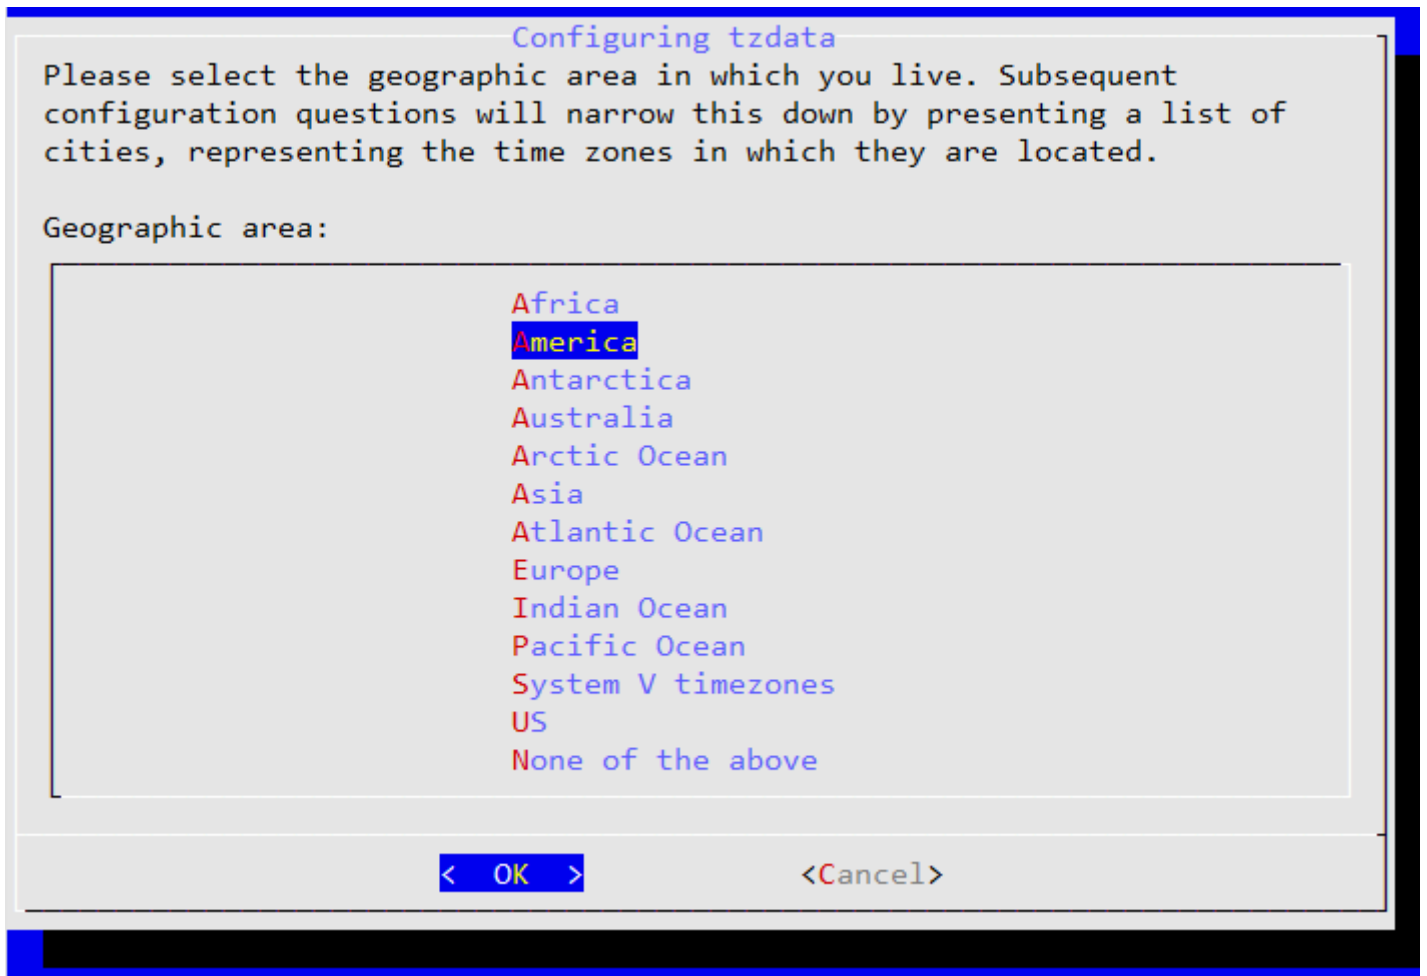 Configuring tzdata
Please select the geographic area in which you live. Subsequent
configuration questions will narrow this down by presenting a list of
cities, representing the time zones in which they are located.
Geographic area:
Africa
America
Antarctica
Australia
Arctic Ocean
Asia
Atlantic Ocean
Europe
Indian Ocean
Pacific Ocean
System V timezones
US
None of the above
<  OK  > <Cancel>